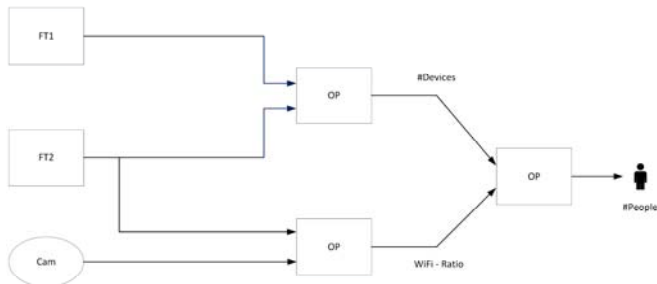 FT1
#Devices
OP
FT2
OP
#People
OP
Cam
WiFi - Ratio